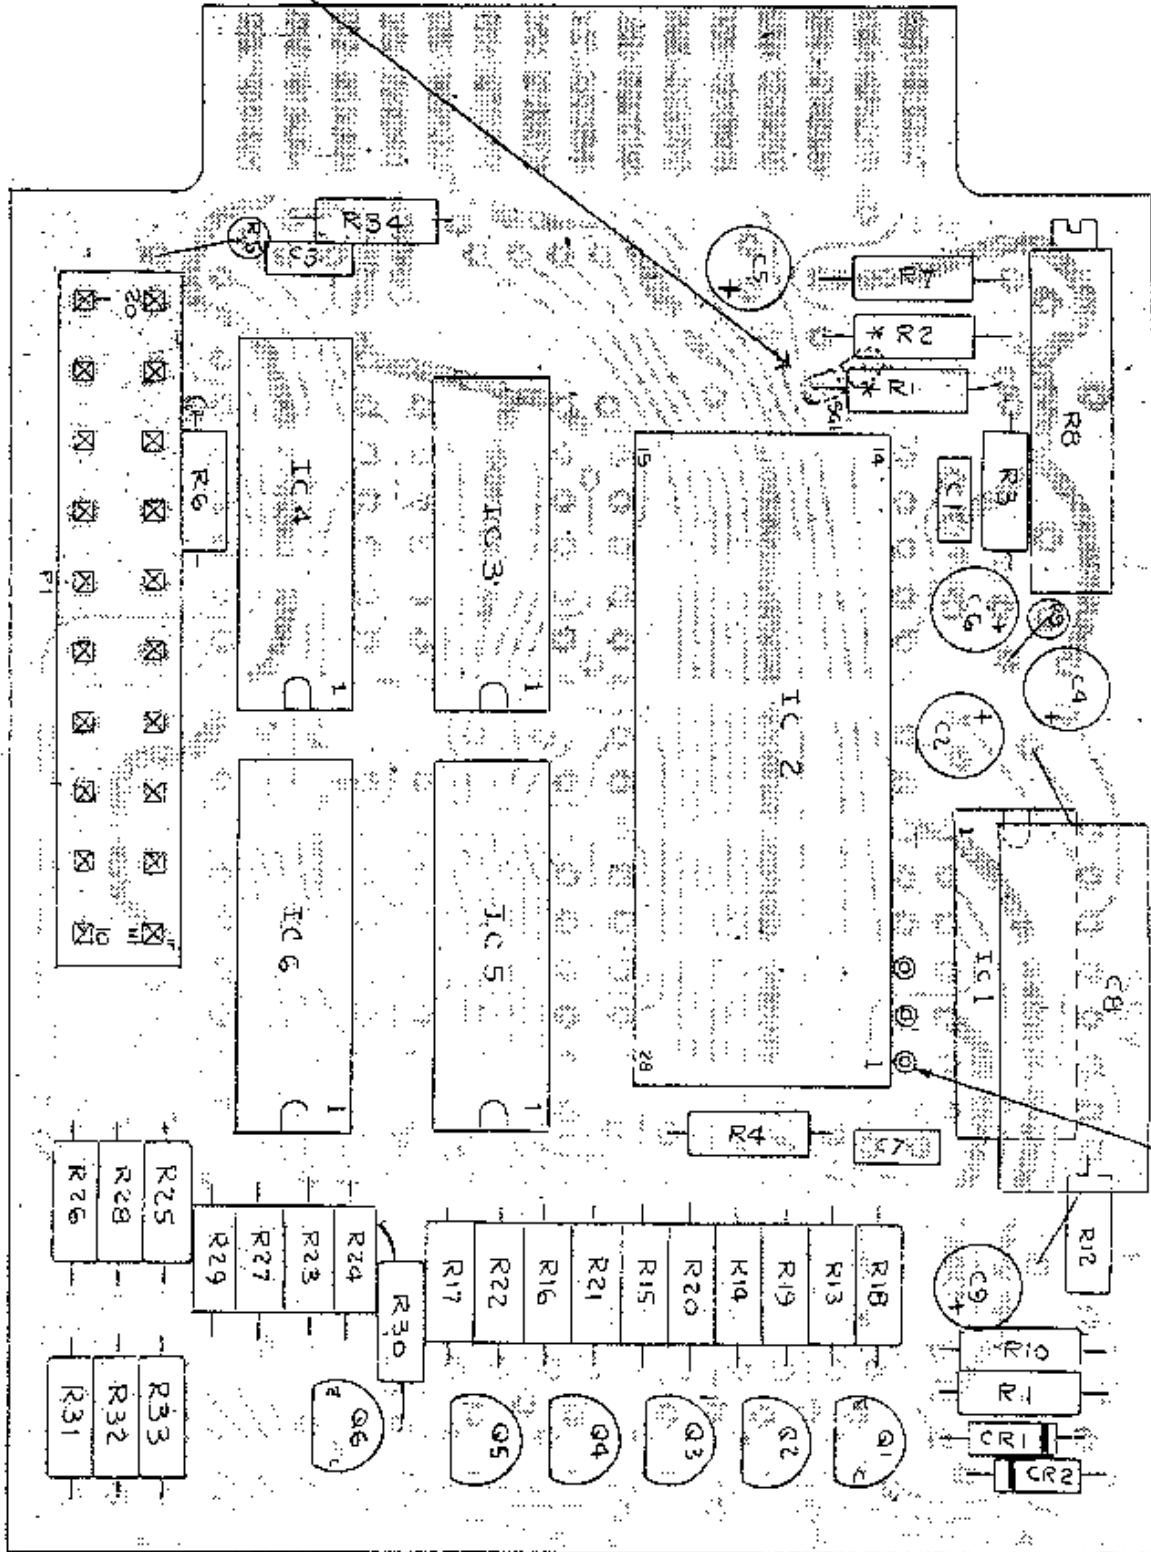 R34
C3
C5
R7
* R2
* R1
R8
20
R6
IC4
IC3
15
14
C1
R3
P1
C6
R9
C4
C2
+
+
+
+
1
1
IC2
1
IC6
IC5
IC1
C8
10
11
28
1
1
1
R4
C7
R26
R28
R25
R29
R27
R23
R24
R30
R17
R22
R16
R21
R15
R20
R14
R19
R13
R18
R12
C9
+
R10
CR1
CR2
R31
R32
R33
E
Q6
Q5
Q4
Q3
Q2
Q1